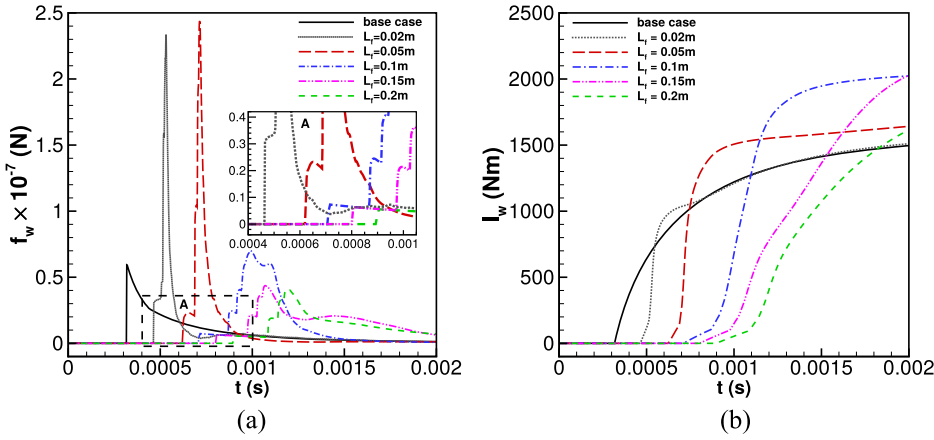 2.5
2
1.5
1
0.5
0
f_w × 10^-7 (N)
base case
L_f=0.02m
L_f=0.05m
L_f=0.1m
L_f=0.15m
L_f=0.2m
A
0.4
0.3
0.2
0.1
0
0.0004 0.0006 0.0008 0.001
A
0 0.0005 0.001 0.0015 0.002
t (s)
(a)
2500
2000
1500
1000
500
0
I_w (Nm)
base case
L_f = 0.02m
L_f = 0.05m
L_f = 0.1m
L_f = 0.15m
L_f = 0.2m
0 0.0005 0.001 0.0015 0.002
t (s)
(b)